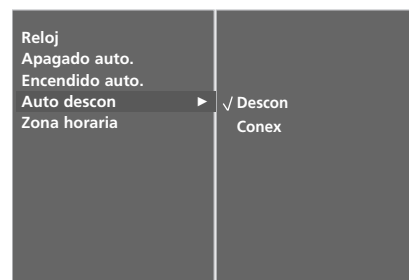 Reloj
Apagado auto.
Encendido auto.
Auto descon ►
Zona horaria
√ Descon
Conex